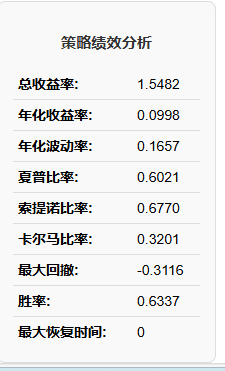 策略绩效分析
总收益率: 1.5482
年化收益率: 0.0998
年化波动率: 0.1657
夏普比率: 0.6021
索提诺比率: 0.6770
卡尔马比率: 0.3201
最大回撤: -0.3116
胜率: 0.6337
最大恢复时间: 0